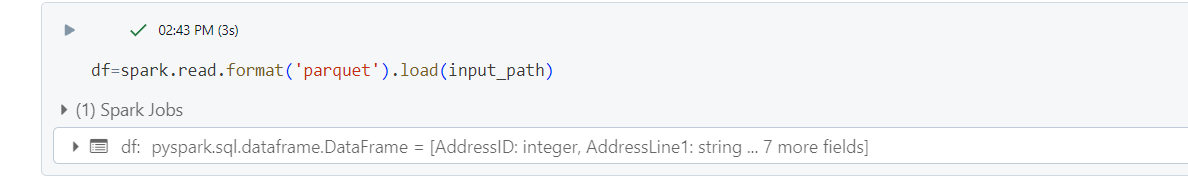 02:43 PM (3s)
df=spark.read.format('parquet').load(input_path)
(1) Spark Jobs
df: pyspark.sql.dataframe.DataFrame = [AddressID: integer, AddressLine1: string ... 7 more fields]